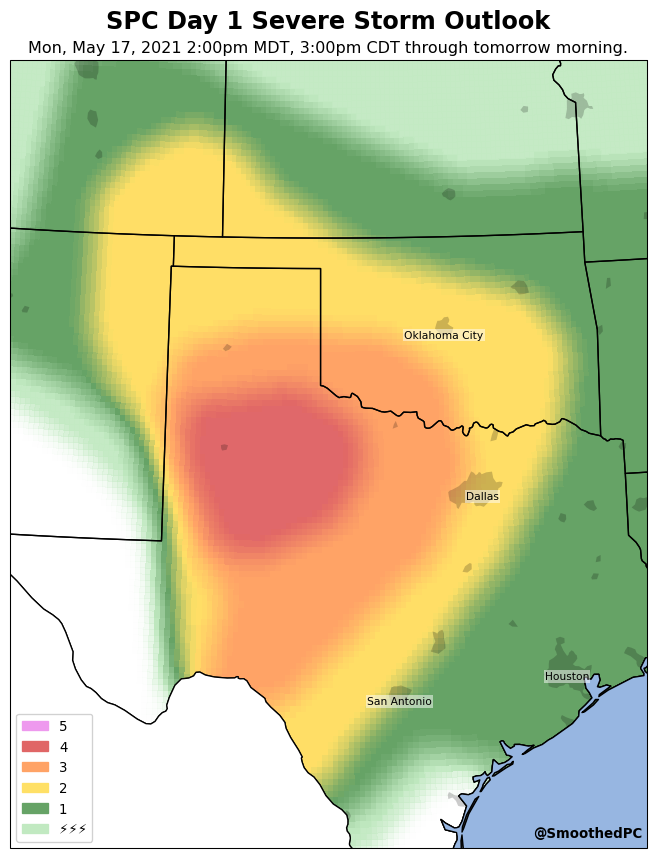 SPC Day 1 Severe Storm Outlook
Mon, May 17, 2021 2:00pm MDT, 3:00pm CDT through tomorrow morning.
Oklahoma City
Dallas
Houston
San Antonio
5
4
3
2
1
⚡⚡⚡
@SmoothedPC